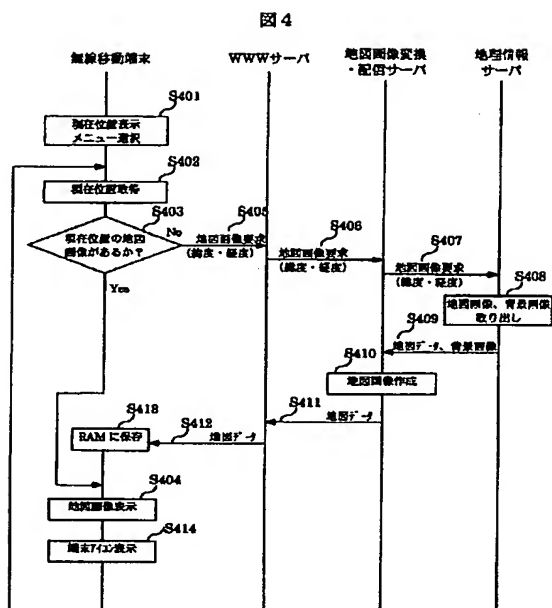 図4
無線移動端末
WWWサーバ
地図画像変換
・配信サーバ
地理情報
サーバ
S401
現在位置表示
メニュー選択
S402
現在位置取得
S403
現在位置の地図
画像があるか?
No
Yes
S405
地図画像要求
(緯度・経度)
S406
地図画像要求
(緯度・経度)
S407
地図画像要求
(緯度・経度)
S408
地図画像、背景画像
取り出し
S409
地図データ、背景画像
S410
地図画像作成
S411
地図データ
S412
地図データ
S413
RAMに保存
S404
地図画像表示
S414
端末アイコン表示